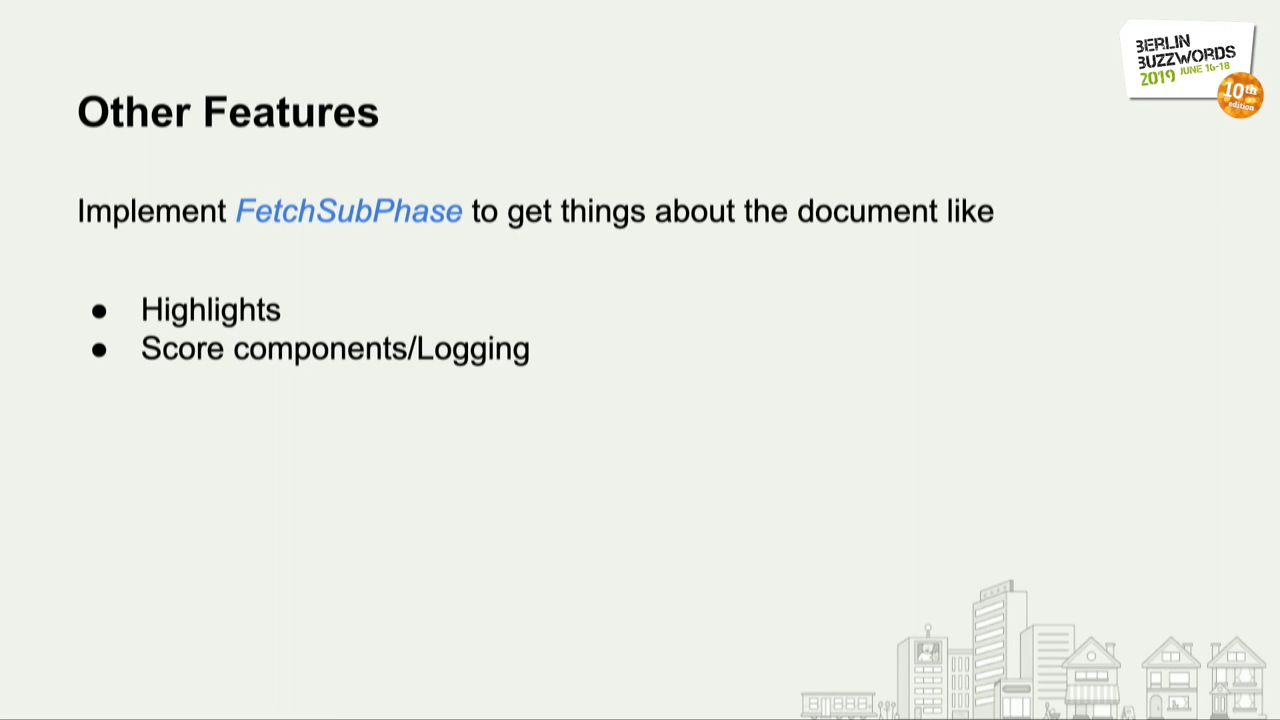 BERLIN
BUZZWORDS
2019 JUNE 16-18
10th
edition
Other Features
Implement FetchSubPhase to get things about the document like
● Highlights
● Score components/Logging